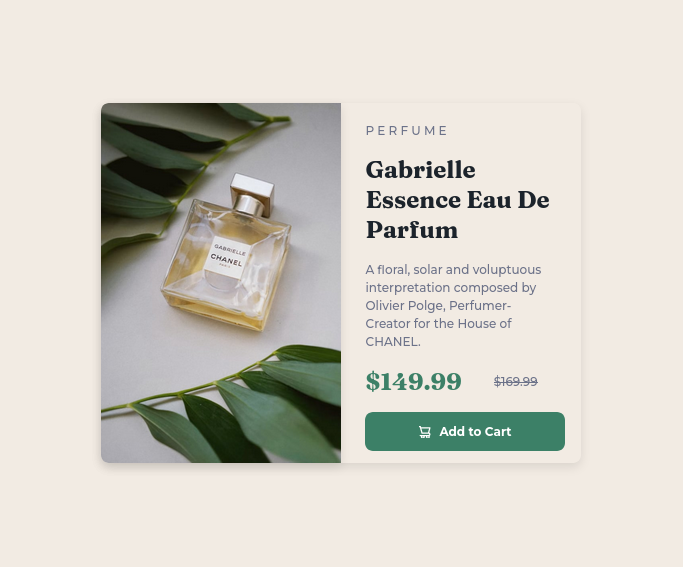 GABRIELLE
CHANEL
PARIS
PERFUME
Gabrielle
Essence Eau De
Parfum
A floral, solar and voluptuous
interpretation composed by
Olivier Polge, Perfumer-
Creator for the House of
CHANEL.
$149.99 $169.99
Add to Cart